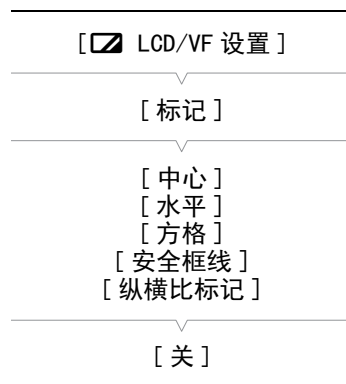 [ LCD/VF 设置 ]
[ 标记 ]
[ 中心 ]
[ 水平 ]
[ 方格 ]
[ 安全框线 ]
[ 纵横比标记 ]
[ 关 ]